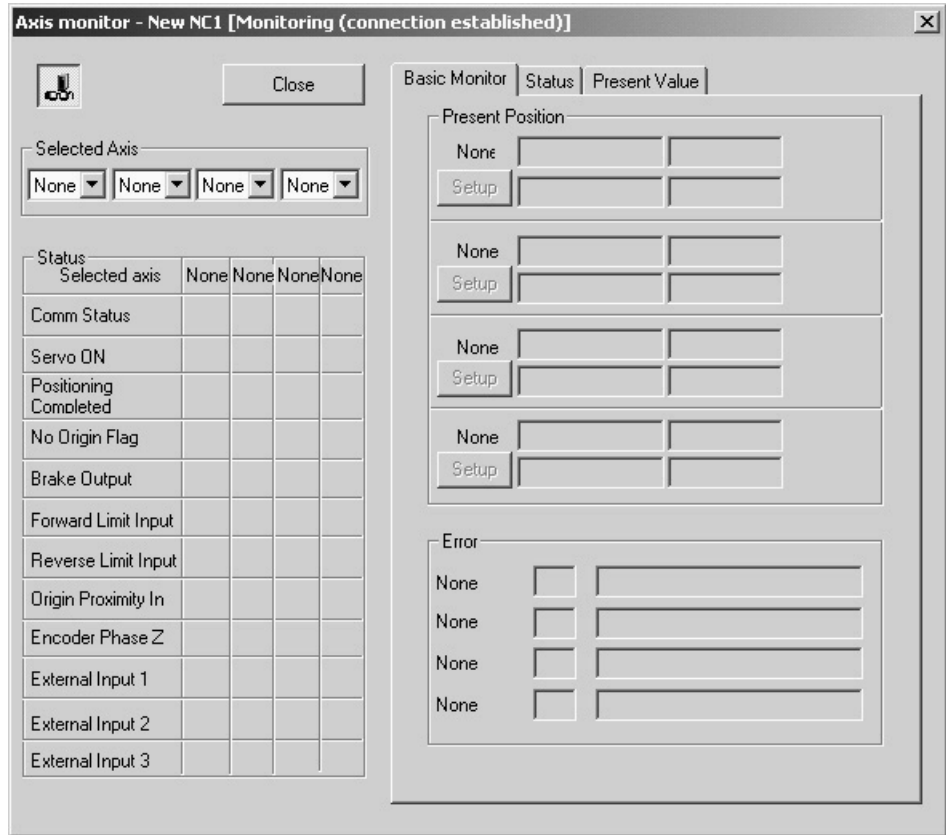 Axis monitor - New NC1 [Monitoring (connection established)]
Close
Selected Axis
None None None None
Status
Selected axis None None None None
Comm Status
Servo ON
Positioning
Completed
No Origin Flag
Brake Output
Forward Limit Input
Reverse Limit Input
Origin Proximity In
Encoder Phase Z
External Input 1
External Input 2
External Input 3
Basic Monitor Status Present Value
Present Position
None
Setup
None
Setup
None
Setup
None
Setup
Error
None
None
None
None